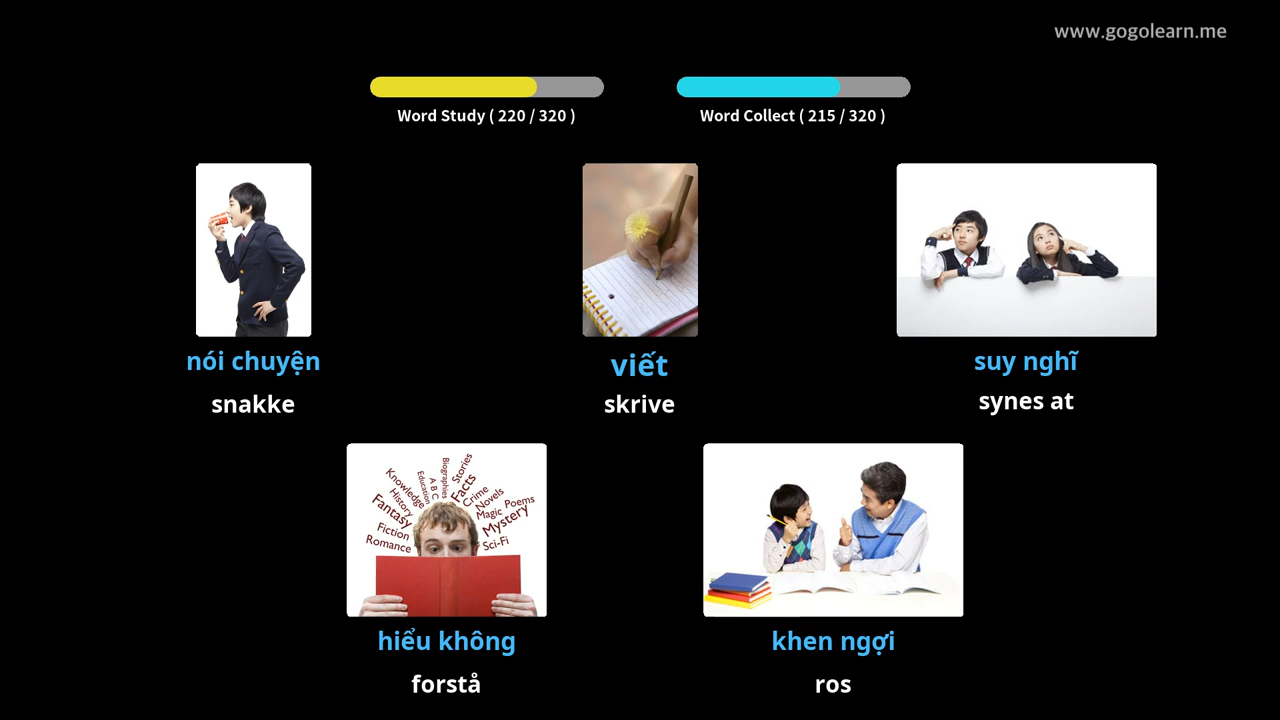 www.gogolearn.me
Word Study ( 220 / 320 )
Word Collect ( 215 / 320 )
nói chuyện
viết
suy nghĩ
snakke
skrive
synes at
Knowledge
History
Fantasy
Fiction
Romance
Education
A B C
Biographies
Stories
Facts
Crime
Novels
Magic
Poems
Mystery
Sci-Fi
hiểu không
khen ngợi
forstå
ros